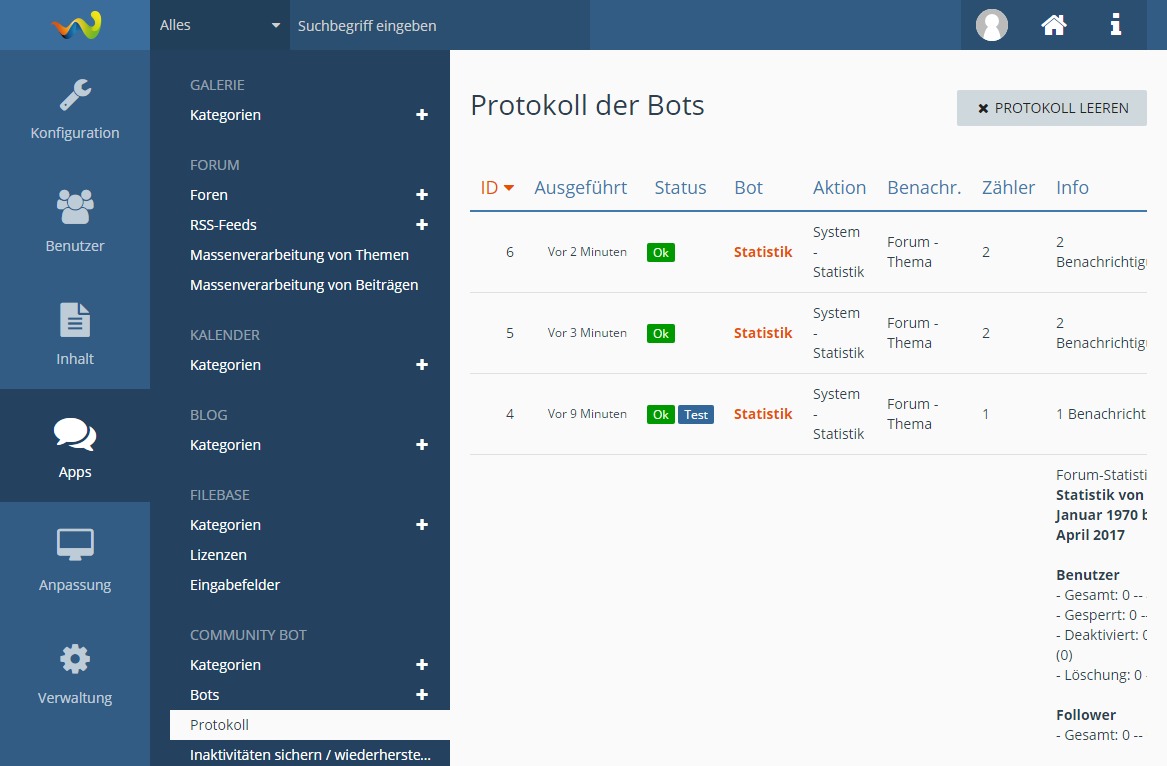 Alles
Suchbegriff eingeben
Konfiguration
Benutzer
Inhalt
Apps
Anpassung
Verwaltung
GALERIE
Kategorien
FORUM
Foren
RSS-Feeds
Massenverarbeitung von Themen
Massenverarbeitung von Beiträgen
KALENDER
Kategorien
BLOG
Kategorien
FILEBASE
Kategorien
Lizenzen
Eingabefelder
COMMUNITY BOT
Kategorien
Bots
Protokoll
Inaktivitäten sichern / wiederherste...
Protokoll der Bots
PROTOKOLL LEEREN
ID Ausgeführt Status Bot Aktion Benachr. Zähler Info
6 Vor 2 Minuten Ok Statistik System - Statistik Forum - Thema 2 2 Benachrichtig
5 Vor 3 Minuten Ok Statistik System - Statistik Forum - Thema 2 2 Benachrichtig
4 Vor 9 Minuten Ok Test Statistik System - Statistik Forum - Thema 1 1 Benachricht
Forum-Statisti
Statistik von
Januar 1970 b
April 2017
Benutzer
- Gesamt: 0 --
- Gesperrt: 0 -
- Deaktiviert: 0
(0)
- Löschung: 0 -
Follower
- Gesamt: 0 --